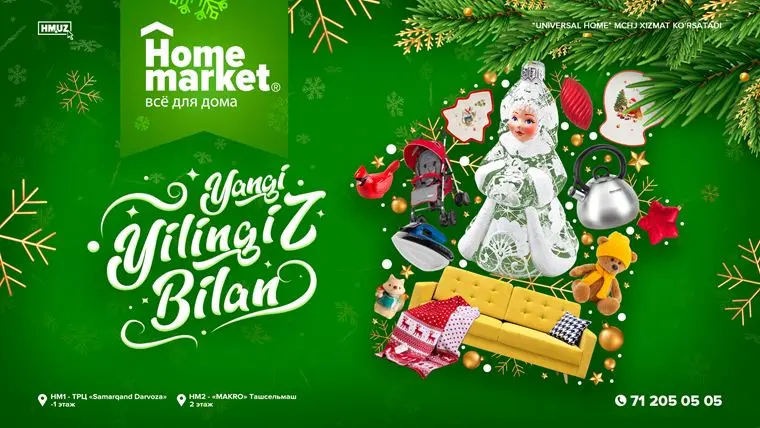 HMUZ
"UNIVERSAL HOME" MCHJ XIZMAT KO'RSATADI
Home
market®
всё для дома
Yangi
Yilingiz
Bilan
HM1 - ТРЦ «Samarqand Darvoza»
-1 этаж
HM2 - «MAKRO» Ташсельмаш
2 этаж
71 205 05 05